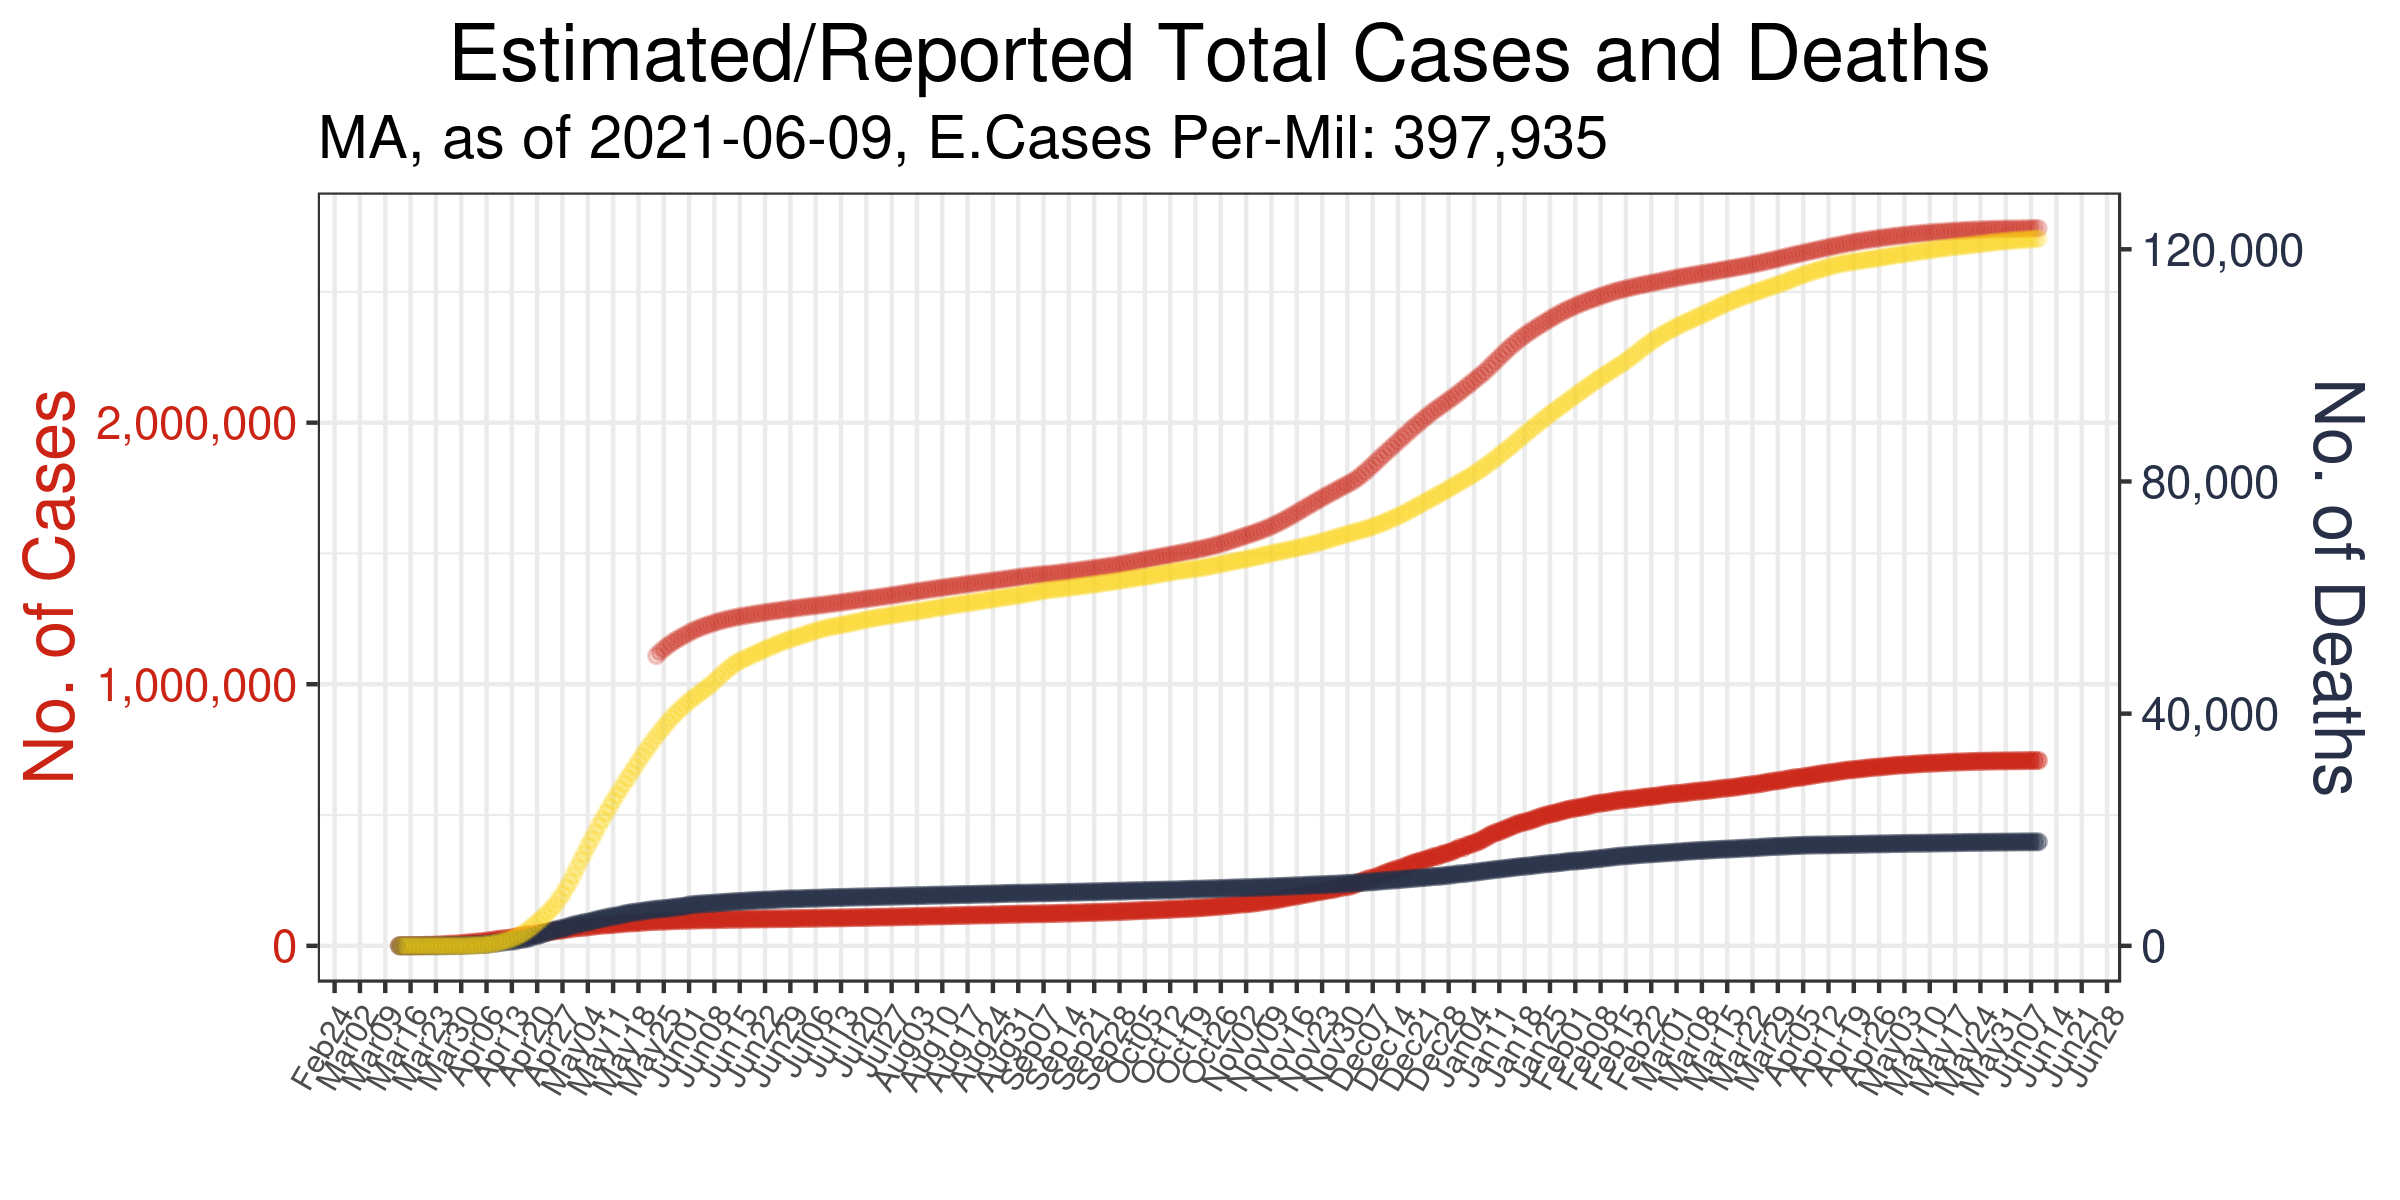 Estimated/Reported Total Cases and Deaths
MA, as of 2021-06-09, E.Cases Per-Mil: 397,935
No. of Cases
2,000,000
1,000,000
0
120,000
80,000
40,000
0
No. of Deaths
Feb24
Mar02
Mar09
Mar16
Mar23
Mar30
Apr06
Apr13
Apr20
Apr27
May04
May11
May18
May25
Jun01
Jun08
Jun15
Jun22
Jun29
Jul06
Jul13
Jul20
Jul27
Aug03
Aug10
Aug17
Aug24
Aug31
Sep07
Sep14
Sep21
Sep28
Oct05
Oct12
Oct19
Oct26
Nov02
Nov09
Nov16
Nov23
Nov30
Dec07
Dec14
Dec21
Dec28
Jan04
Jan11
Jan18
Jan25
Feb01
Feb08
Feb15
Feb22
Mar01
Mar08
Mar15
Mar22
Mar29
Apr05
Apr12
Apr19
Apr26
May03
May10
May17
May24
May31
Jun07
Jun14
Jun21
Jun28